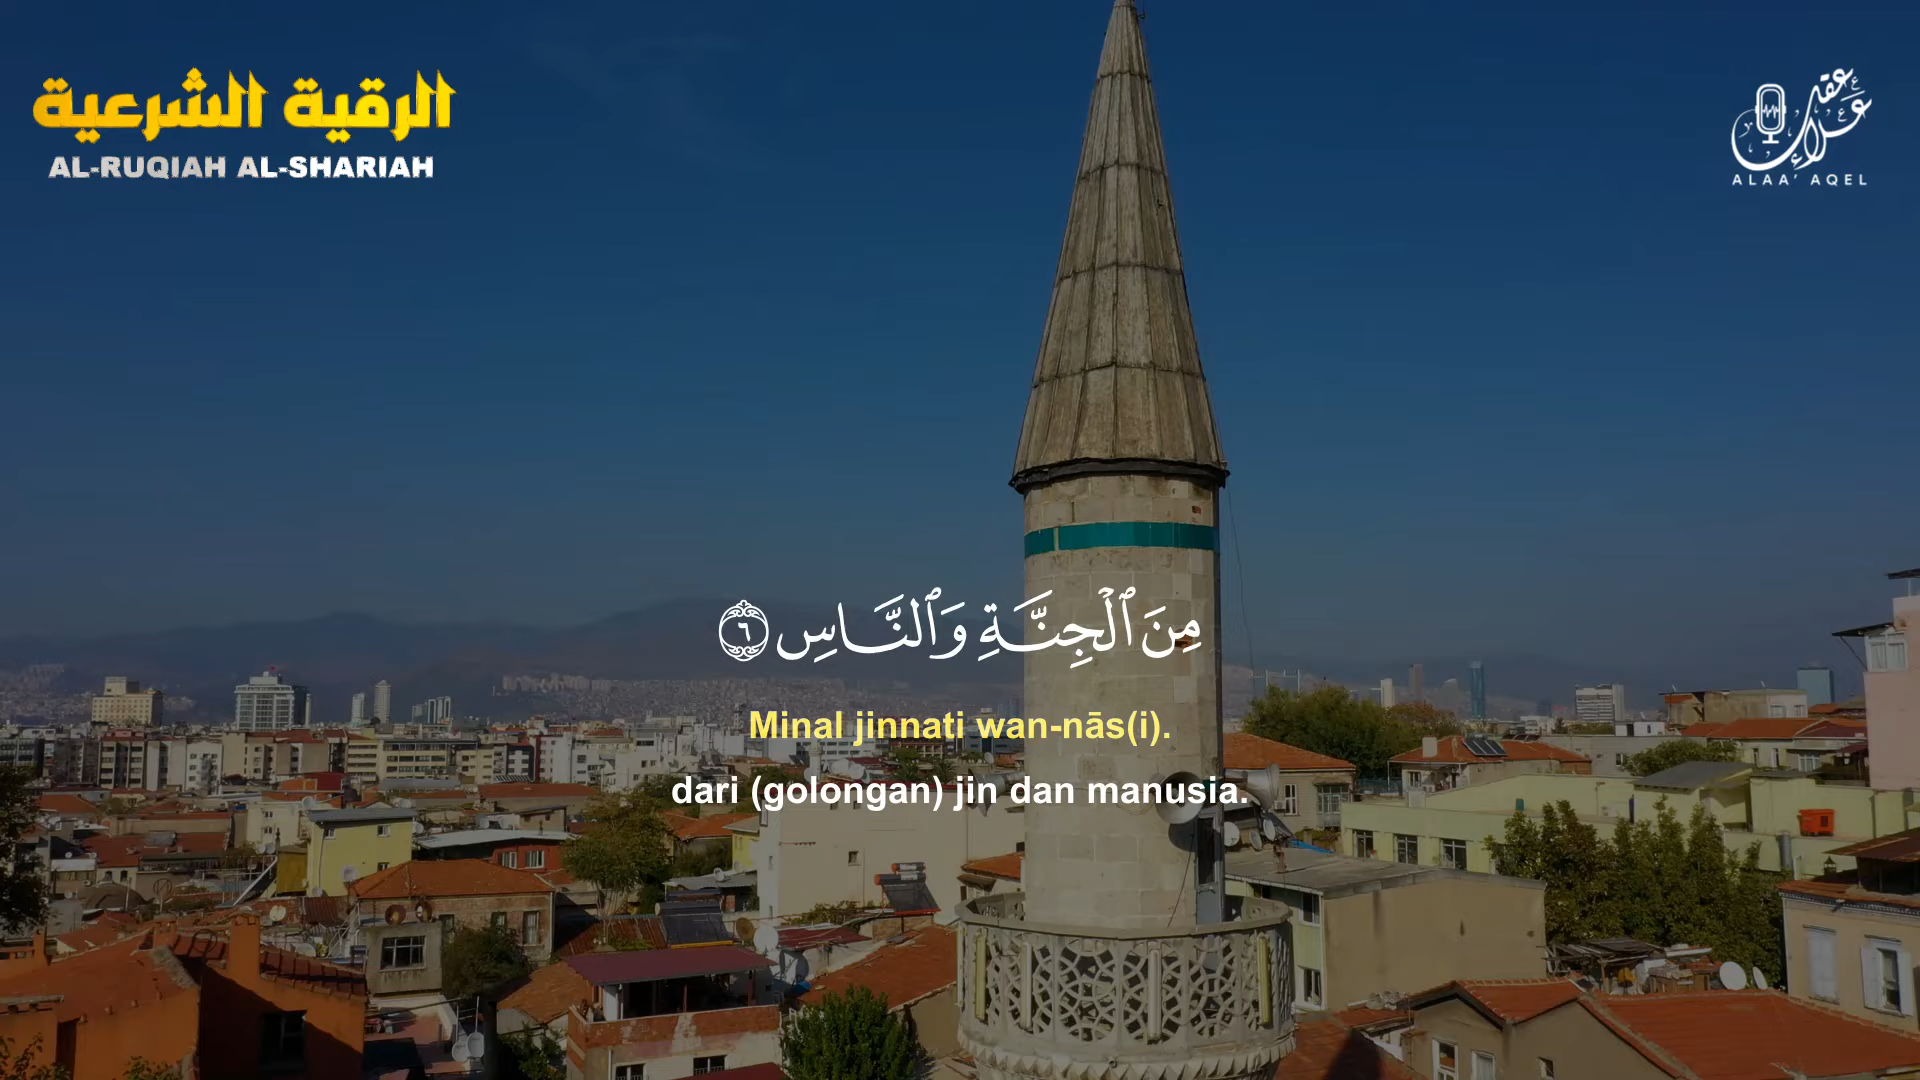 الرقية الشرعية
AL-RUQIAH AL-SHARIAH
علاء عقل
ALAA' AQEL
مِنَ ٱلْجِنَّةِ وَٱلنَّاسِ ٦
Minal jinnati wan-nās(i).
dari (golongan) jin dan manusia.